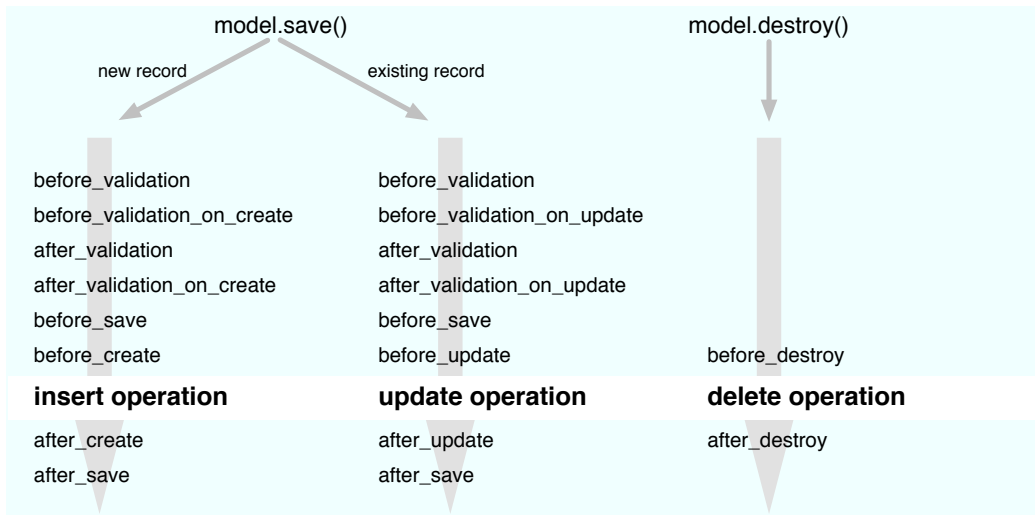 model.save()
model.destroy()
new record
existing record
before_validation
before_validation_on_create
after_validation
after_validation_on_create
before_save
before_create
insert operation
after_create
after_save
before_validation
before_validation_on_update
after_validation
after_validation_on_update
before_save
before_update
update operation
after_update
after_save
before_destroy
delete operation
after_destroy